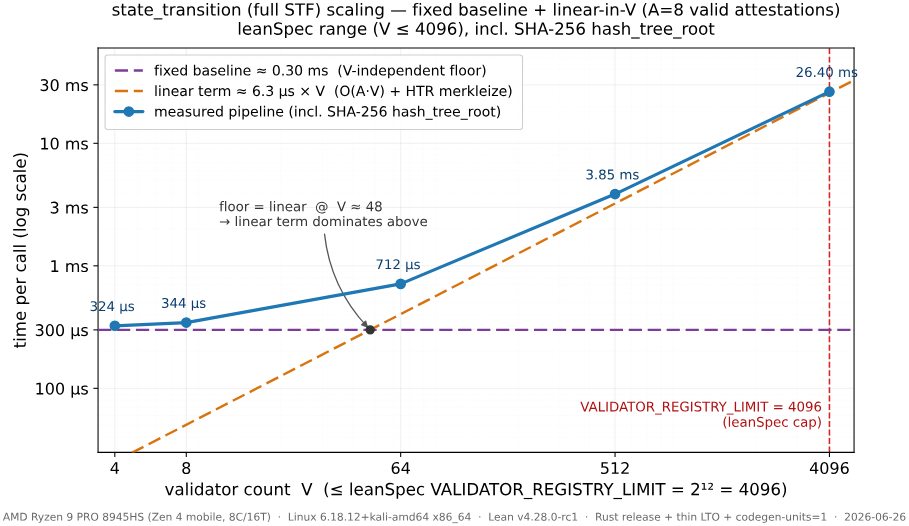 state_transition (full STF) scaling — fixed baseline + linear-in-V (A=8 valid attestations)
leanSpec range (V ≤ 4096), incl. SHA-256 hash_tree_root
fixed baseline ≈ 0.30 ms (V-independent floor)
linear term ≈ 6.3 µs × V (O(A·V) + HTR merkleize)
measured pipeline (incl. SHA-256 hash_tree_root)
time per call (log scale)
30 ms
10 ms
3 ms
1 ms
300 µs
100 µs
26.40 ms
3.85 ms
712 µs
344 µs
324 µs
floor = linear @ V ≈ 48
→ linear term dominates above
VALIDATOR_REGISTRY_LIMIT = 4096
(leanSpec cap)
4
8
64
512
4096
validator count V (≤ leanSpec VALIDATOR_REGISTRY_LIMIT = 2¹² = 4096)
AMD Ryzen 9 PRO 8945HS (Zen 4 mobile, 8C/16T) · Linux 6.18.12+kali-amd64 x86_64 · Lean v4.28.0-rc1 · Rust release + thin LTO + codegen-units=1 · 2026-06-26